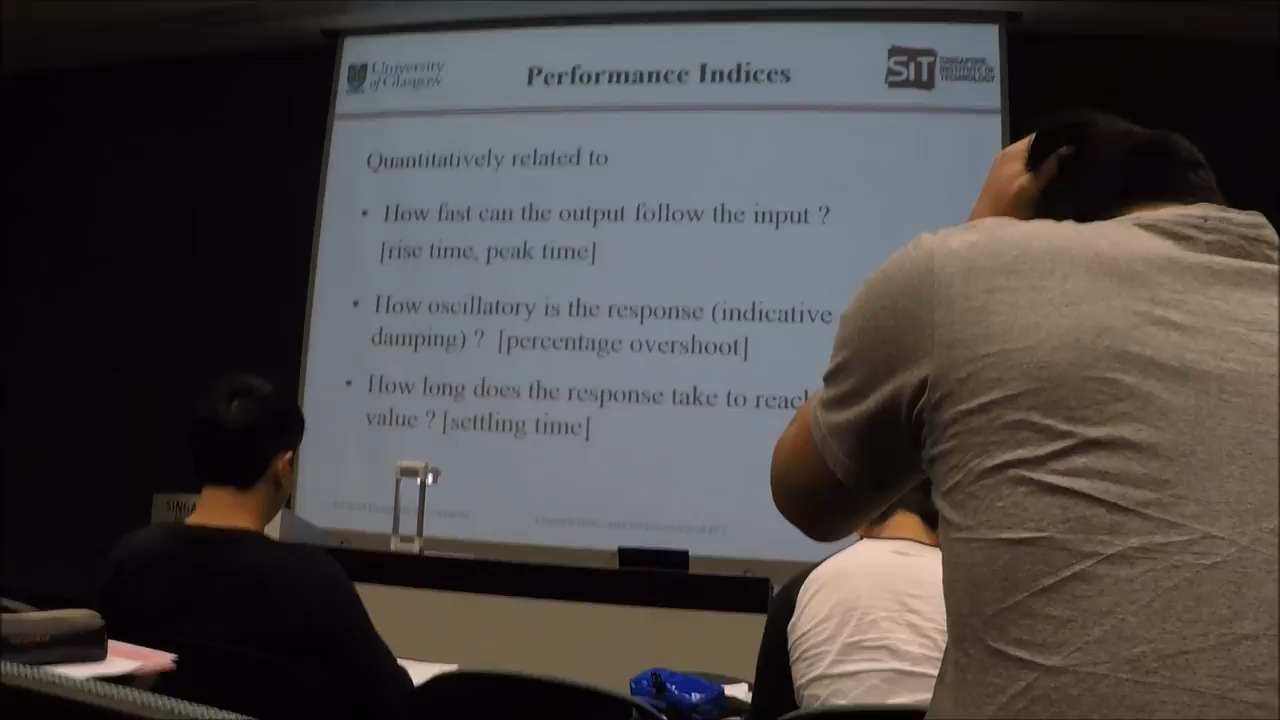 University
of Glasgow
Performance Indices
SiT
SINGAPORE
INSTITUTE OF
TECHNOLOGY
Quantitatively related to
• How fast can the output follow the input ?
[rise time, peak time]
• How oscillatory is the response (indicative
damping) ? [percentage overshoot]
• How long does the response take to reach
value ? [settling time]
SINGA